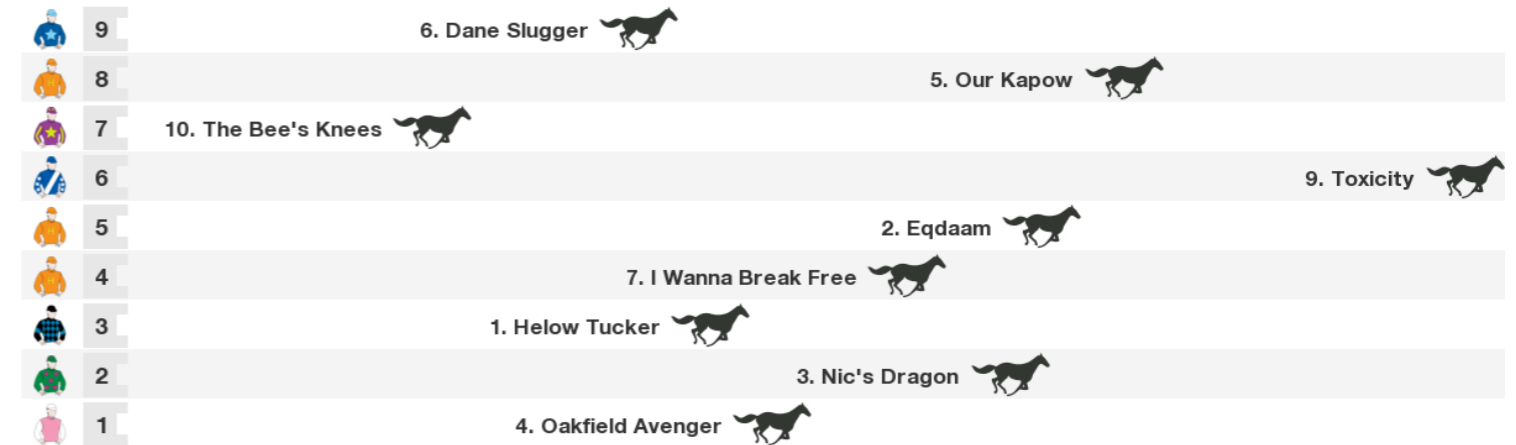 9 6. Dane Slugger
8 5. Our Kapow
7 10. The Bee's Knees
6 9. Toxicity
5 2. Eqdaam
4 7. I Wanna Break Free
3 1. Helow Tucker
2 3. Nic's Dragon
1 4. Oakfield Avenger